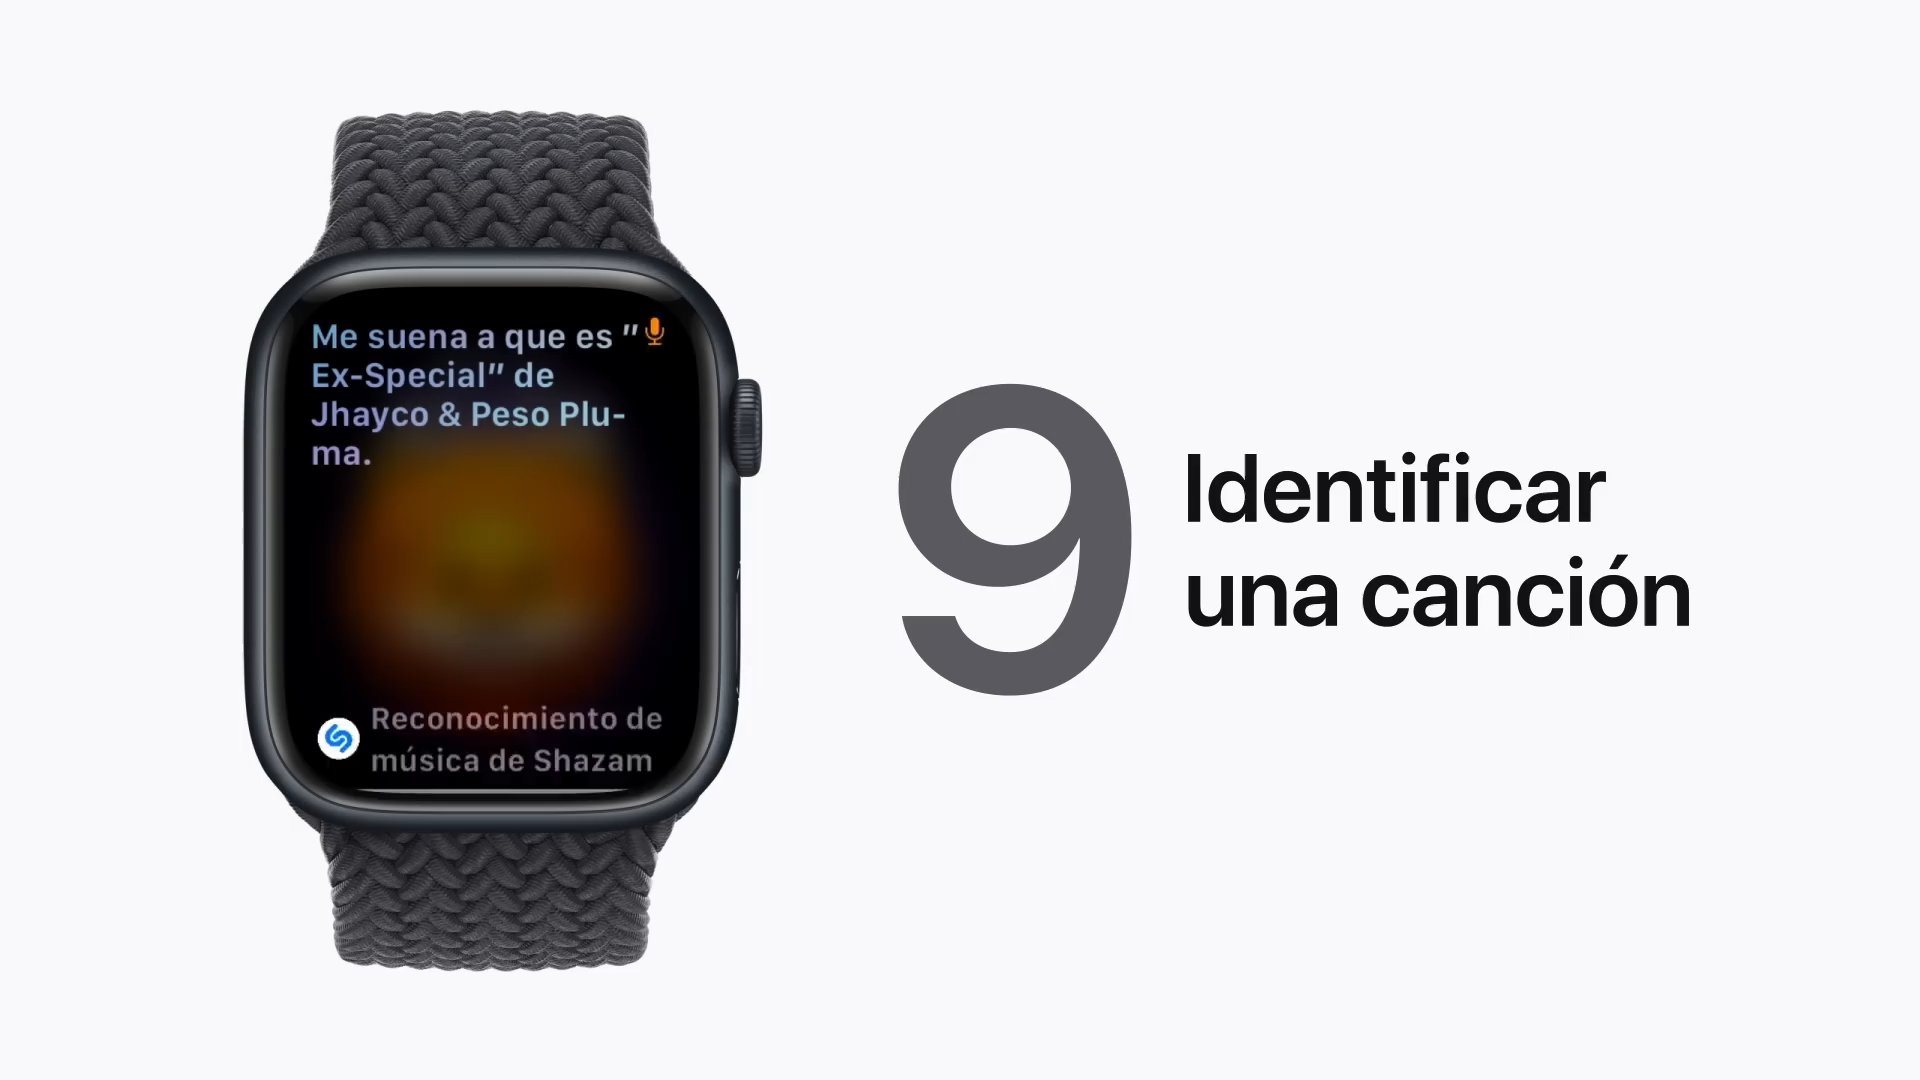 Me suena a que es "
Ex-Special" de
Jhayco & Peso Plu-
ma.
Reconocimiento de
música de Shazam
9
Identificar
una canción